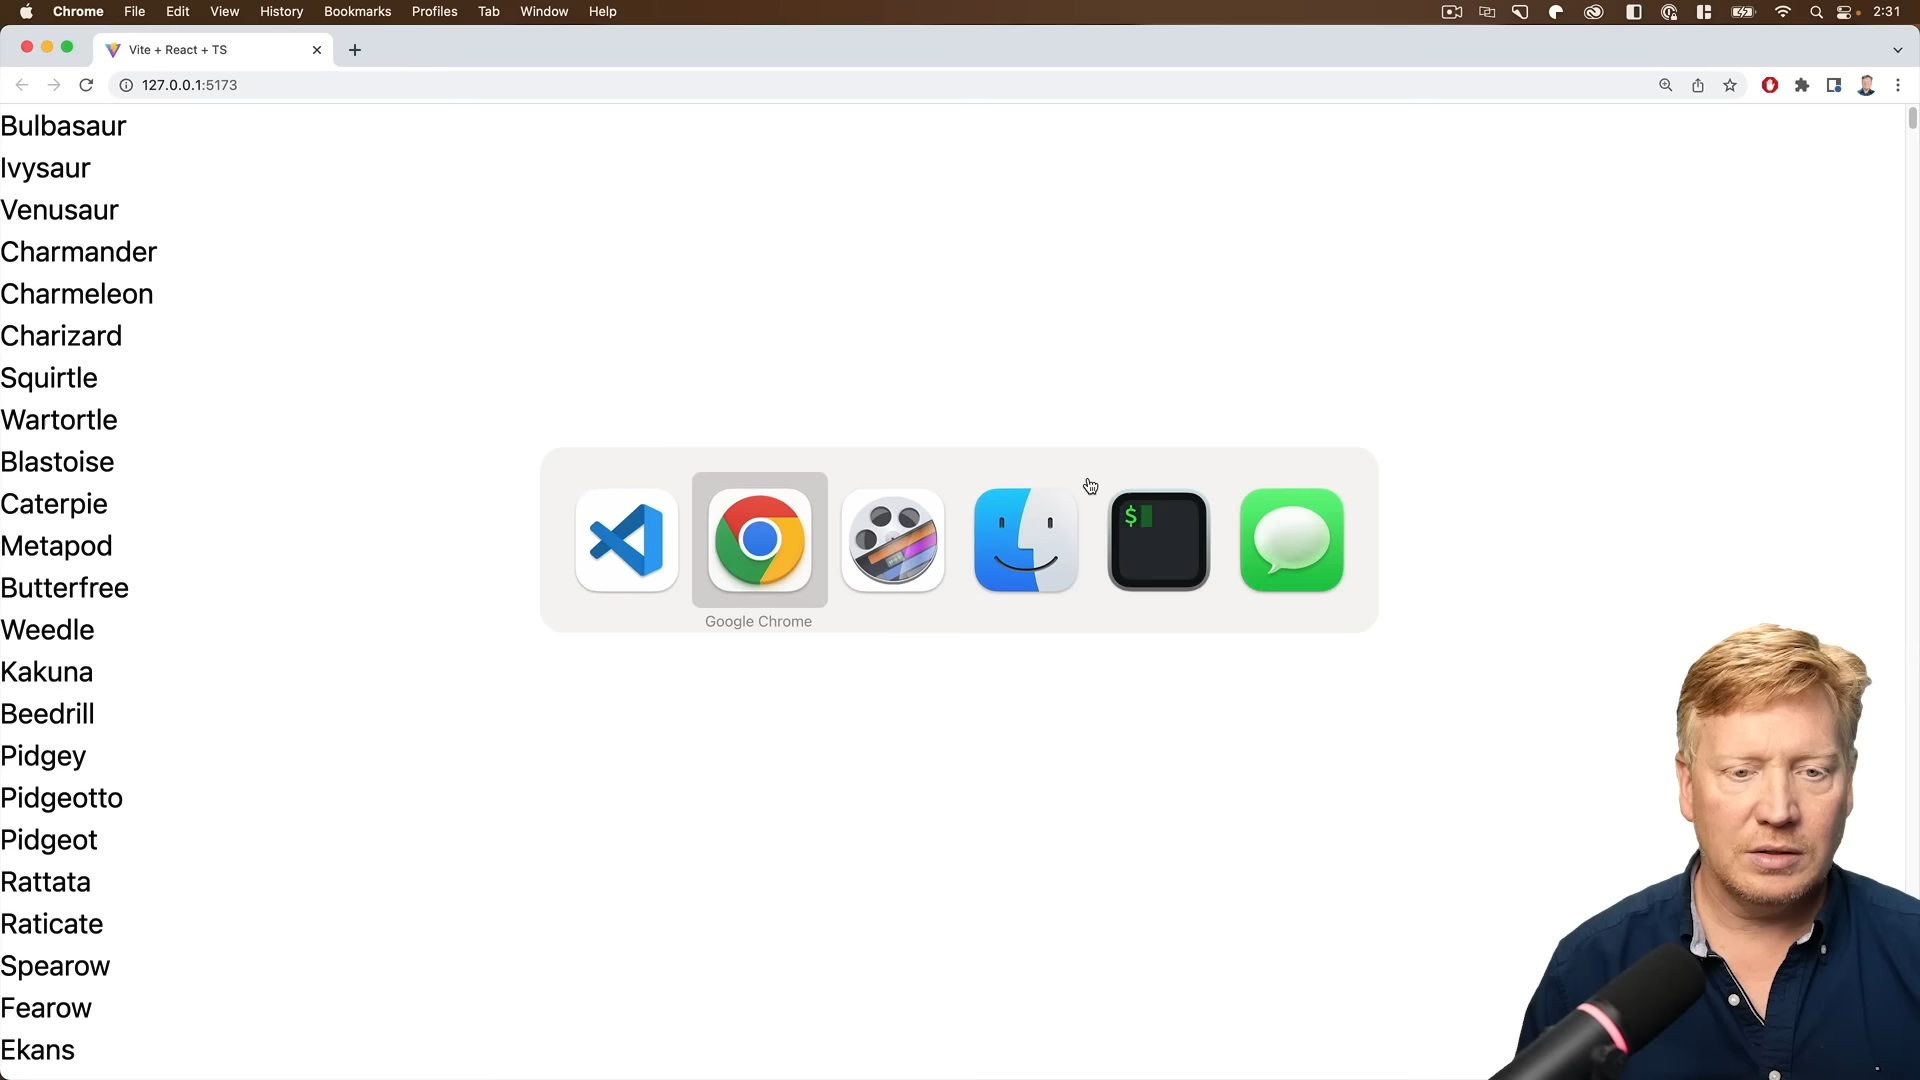 Chrome File Edit View History Bookmarks Profiles Tab Window Help 2:31
Vite + React + TS
127.0.0.1:5173
Bulbasaur
Ivysaur
Venusaur
Charmander
Charmeleon
Charizard
Squirtle
Wartortle
Blastoise
Caterpie
Metapod
Butterfree
Weedle
Kakuna
Beedrill
Pidgey
Pidgeotto
Pidgeot
Rattata
Raticate
Spearow
Fearow
Ekans
$
Google Chrome